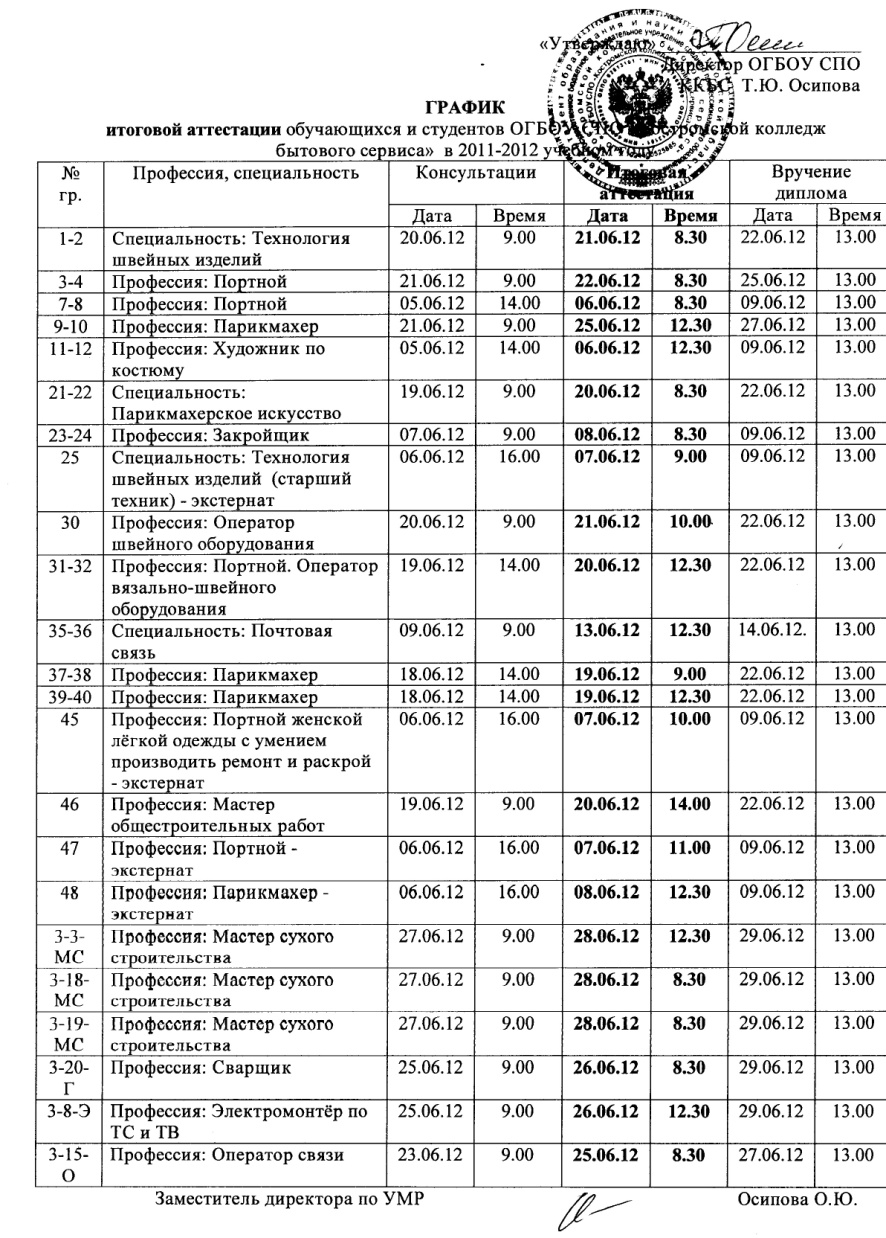 «Утверждаю»
Директор ОГБОУ СПО
ККБС Т.Ю. Осипова
ГРАФИК
итоговой аттестации обучающихся и студентов ОГБОУ СПО «Костромской колледж
бытового сервиса» в 2011-2012 учебном году
№ гр. Профессия, специальность Консультации Итоговая аттестация Вручение диплома
Дата Время Дата Время Дата Время
1-2 Специальность: Технология 20.06.12 9.00 21.06.12 8.30 22.06.12 13.00
швейных изделий
3-4 Профессия: Портной 21.06.12 9.00 22.06.12 8.30 25.06.12 13.00
7-8 Профессия: Портной 05.06.12 14.00 06.06.12 8.30 09.06.12 13.00
9-10 Профессия: Парикмахер 21.06.12 9.00 25.06.12 12.30 27.06.12 13.00
11-12 Профессия: Художник по 05.06.12 14.00 06.06.12 12.30 09.06.12 13.00
костюму
21-22 Специальность: 19.06.12 9.00 20.06.12 8.30 22.06.12 13.00
Парикмахерское искусство
23-24 Профессия: Закройщик 07.06.12 9.00 08.06.12 8.30 09.06.12 13.00
25 Специальность: Технология 06.06.12 16.00 07.06.12 9.00 09.06.12 13.00
швейных изделий (старший
техник) - экстернат
30 Профессия: Оператор 20.06.12 9.00 21.06.12 10.00 22.06.12 13.00
швейного оборудования
31-32 Профессия: Портной. Оператор 19.06.12 14.00 20.06.12 12.30 22.06.12 13.00
вязально-швейного
оборудования
35-36 Специальность: Почтовая 09.06.12 9.00 13.06.12 12.30 14.06.12. 13.00
связь
37-38 Профессия: Парикмахер 18.06.12 14.00 19.06.12 9.00 22.06.12 13.00
39-40 Профессия: Парикмахер 18.06.12 14.00 19.06.12 12.30 22.06.12 13.00
45 Профессия: Портной женской 06.06.12 16.00 07.06.12 10.00 09.06.12 13.00
лёгкой одежды с умением
производить ремонт и раскрой
- экстернат
46 Профессия: Мастер 19.06.12 9.00 20.06.12 14.00 22.06.12 13.00
общестроительных работ
47 Профессия: Портной - 06.06.12 16.00 07.06.12 11.00 09.06.12 13.00
экстернат
48 Профессия: Парикмахер - 06.06.12 16.00 08.06.12 12.30 09.06.12 13.00
экстернат
3-3- Профессия: Мастер сухого 27.06.12 9.00 28.06.12 12.30 29.06.12 13.00
МС строительства
3-18- Профессия: Мастер сухого 27.06.12 9.00 28.06.12 8.30 29.06.12 13.00
МС строительства
3-19- Профессия: Мастер сухого 27.06.12 9.00 28.06.12 8.30 29.06.12 13.00
МС строительства
3-20- Профессия: Сварщик 25.06.12 9.00 26.06.12 8.30 29.06.12 13.00
Г
3-8-Э Профессия: Электромонтёр по 25.06.12 9.00 26.06.12 12.30 29.06.12 13.00
ТС и ТВ
3-15- Профессия: Оператор связи 23.06.12 9.00 25.06.12 8.30 27.06.12 13.00
О
Заместитель директора по УМР Осипова О.Ю.